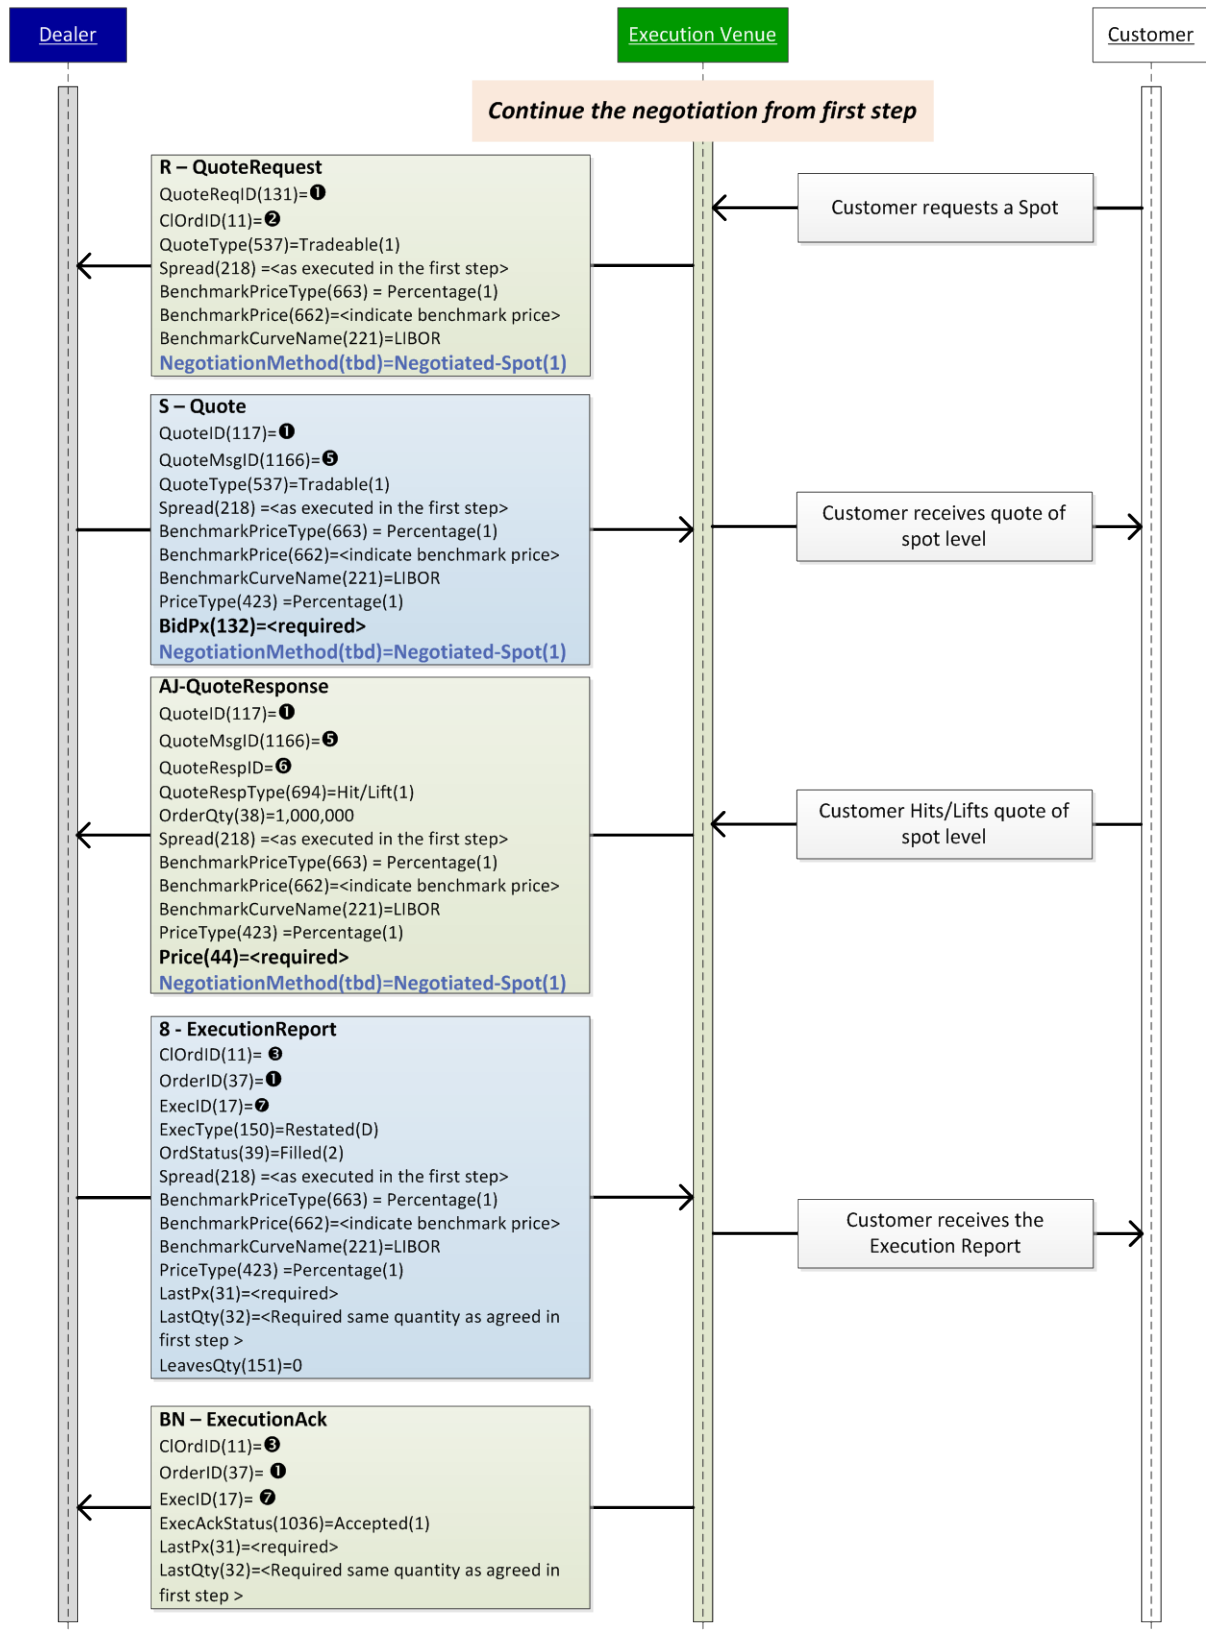 Dealer
Execution Venue
Customer
Continue the negotiation from first step
R – QuoteRequest
QuoteReqID(131)=❶
ClOrdID(11)=❷
QuoteType(537)=Tradeable(1)
Spread(218) =<as executed in the first step>
BenchmarkPriceType(663) = Percentage(1)
BenchmarkPrice(662)=<indicate benchmark price>
BenchmarkCurveName(221)=LIBOR
NegotiationMethod(tbd)=Negotiated-Spot(1)
Customer requests a Spot
S – Quote
QuoteID(117)=❶
QuoteMsgID(1166)=❺
QuoteType(537)=Tradable(1)
Spread(218) =<as executed in the first step>
BenchmarkPriceType(663) = Percentage(1)
BenchmarkPrice(662)=<indicate benchmark price>
BenchmarkCurveName(221)=LIBOR
PriceType(423) =Percentage(1)
BidPx(132)=<required>
NegotiationMethod(tbd)=Negotiated-Spot(1)
Customer receives quote of
spot level
AJ-QuoteResponse
QuoteID(117)=❶
QuoteMsgID(1166)=❺
QuoteRespID=❻
QuoteRespType(694)=Hit/Lift(1)
OrderQty(38)=1,000,000
Spread(218) =<as executed in the first step>
BenchmarkPriceType(663) = Percentage(1)
BenchmarkPrice(662)=<indicate benchmark price>
BenchmarkCurveName(221)=LIBOR
PriceType(423) =Percentage(1)
Price(44)=<required>
NegotiationMethod(tbd)=Negotiated-Spot(1)
Customer Hits/Lifts quote of
spot level
8 - ExecutionReport
ClOrdID(11)= ❸
OrderID(37)=❶
ExecID(17)=❼
ExecType(150)=Restated(D)
OrdStatus(39)=Filled(2)
Spread(218) =<as executed in the first step>
BenchmarkPriceType(663) = Percentage(1)
BenchmarkPrice(662)=<indicate benchmark price>
BenchmarkCurveName(221)=LIBOR
PriceType(423) =Percentage(1)
LastPx(31)=<required>
LastQty(32)=<Required same quantity as agreed in
first step >
LeavesQty(151)=0
Customer receives the
Execution Report
BN – ExecutionAck
ClOrdID(11)=❸
OrderID(37)= ❶
ExecID(17)= ❼
ExecAckStatus(1036)=Accepted(1)
LastPx(31)=<required>
LastQty(32)=<Required same quantity as agreed in
first step >